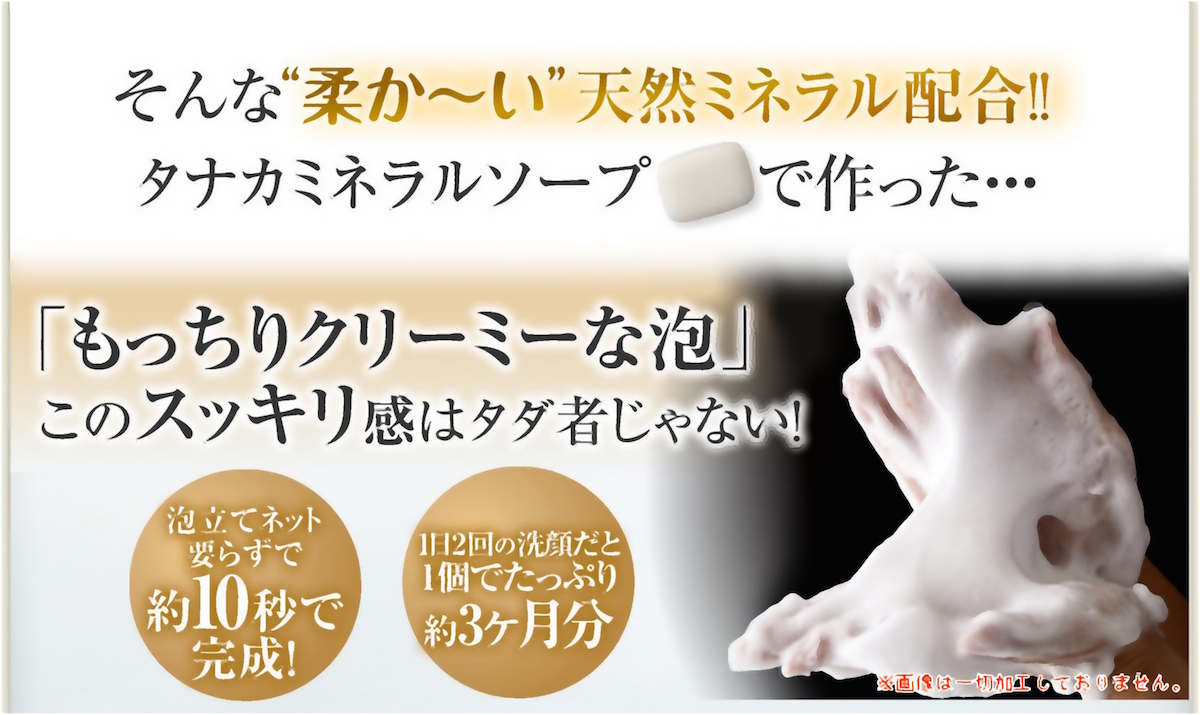 そんな“柔か～い”天然ミネラル配合!!
タナカミネラルソープで作った…
「もっちりクリーミーな泡」
このスッキリ感はタダ者じゃない!
泡立てネット
要らずで
約10秒で
完成!
1日2回の洗顔だと
1個でたっぷり
約3ケ月分
※画像は一切加工しておりません。